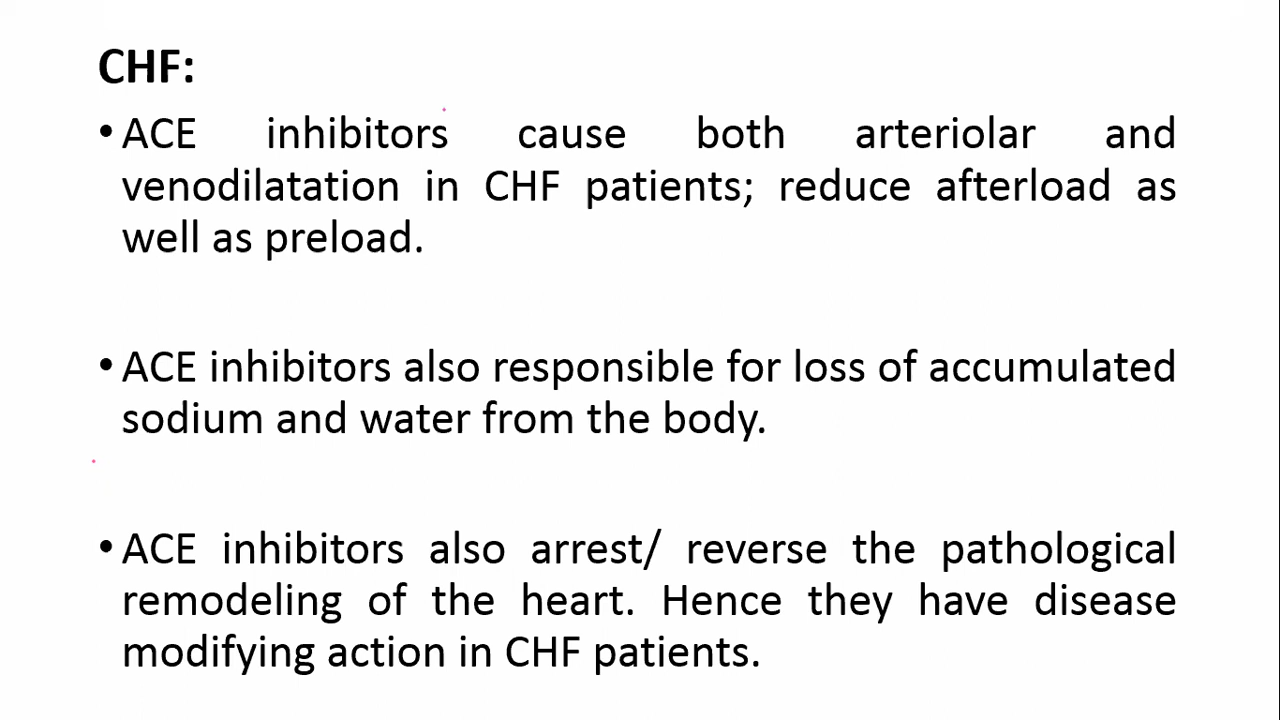 CHF:
• ACE inhibitors cause both arteriolar and
venodilatation in CHF patients; reduce afterload as
well as preload.
• ACE inhibitors also responsible for loss of accumulated
sodium and water from the body.
• ACE inhibitors also arrest/ reverse the pathological
remodeling of the heart. Hence they have disease
modifying action in CHF patients.